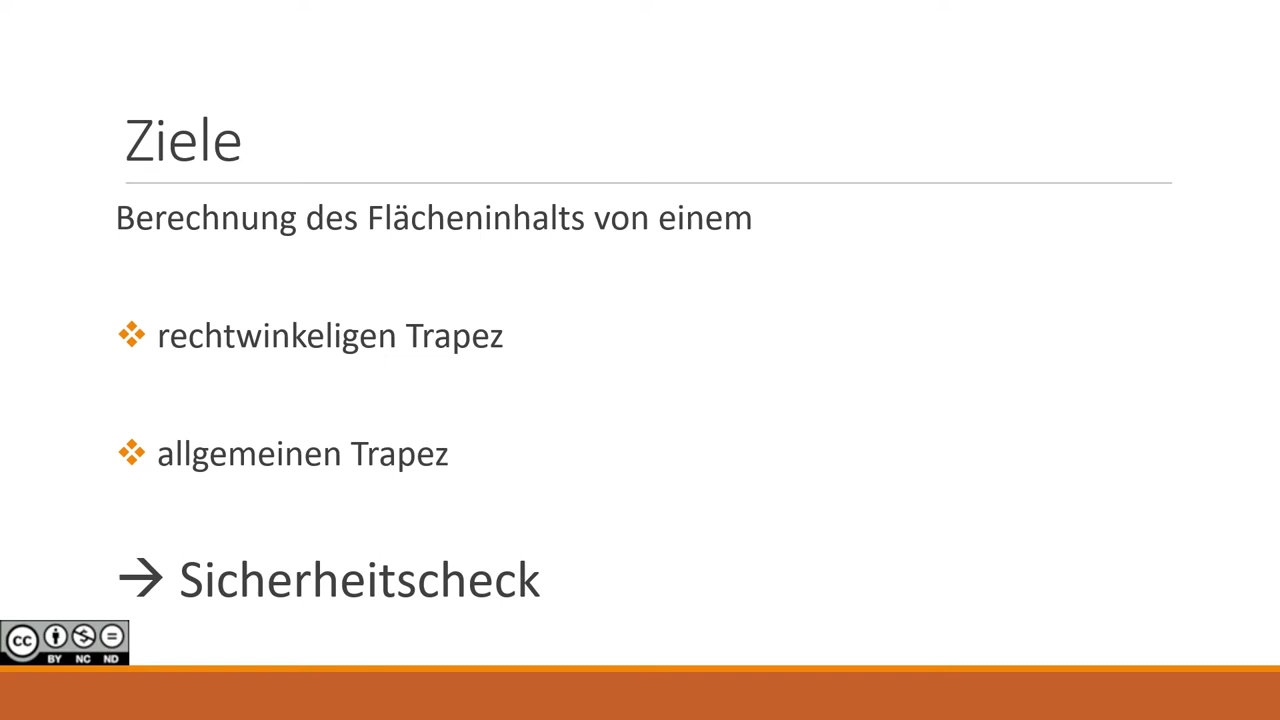 Ziele
Berechnung des Flächeninhalts von einem
❖ rechtwinkeligen Trapez
❖ allgemeinen Trapez
→ Sicherheitscheck
cc
BY NC ND